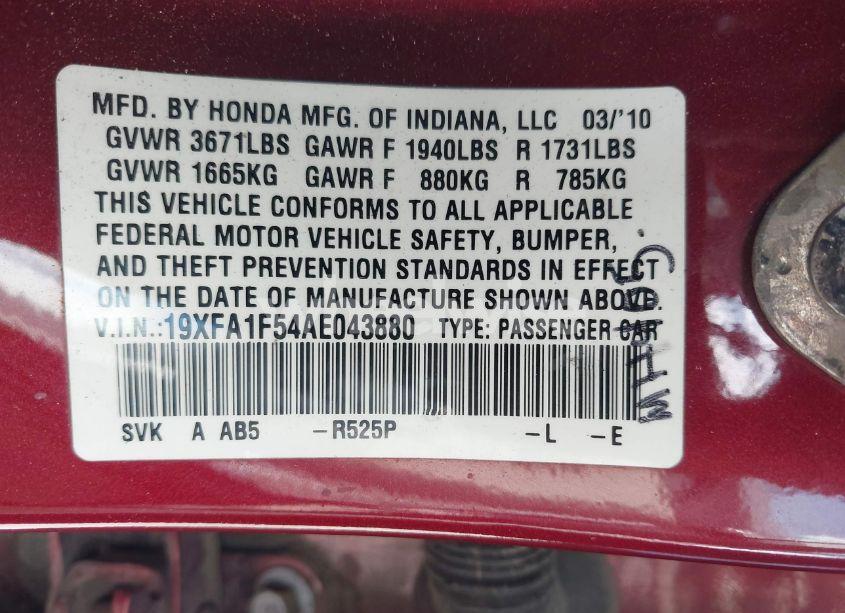 MFD. BY HONDA MFG. OF INDIANA, LLC 03/'10
GVWR 3671LBS GAWR F 1940LBS R 1731LBS
GVWR 1665KG GAWR F 880KG R 785KG
THIS VEHICLE CONFORMS TO ALL APPLICABLE
FEDERAL MOTOR VEHICLE SAFETY, BUMPER,
AND THEFT PREVENTION STANDARDS IN EFFECT
ON THE DATE OF MANUFACTURE SHOWN ABOVE.
V.I.N.:19XFA1F54AE043880 TYPE: PASSENGER CAR
SVK A AB5 -R525P -L -E